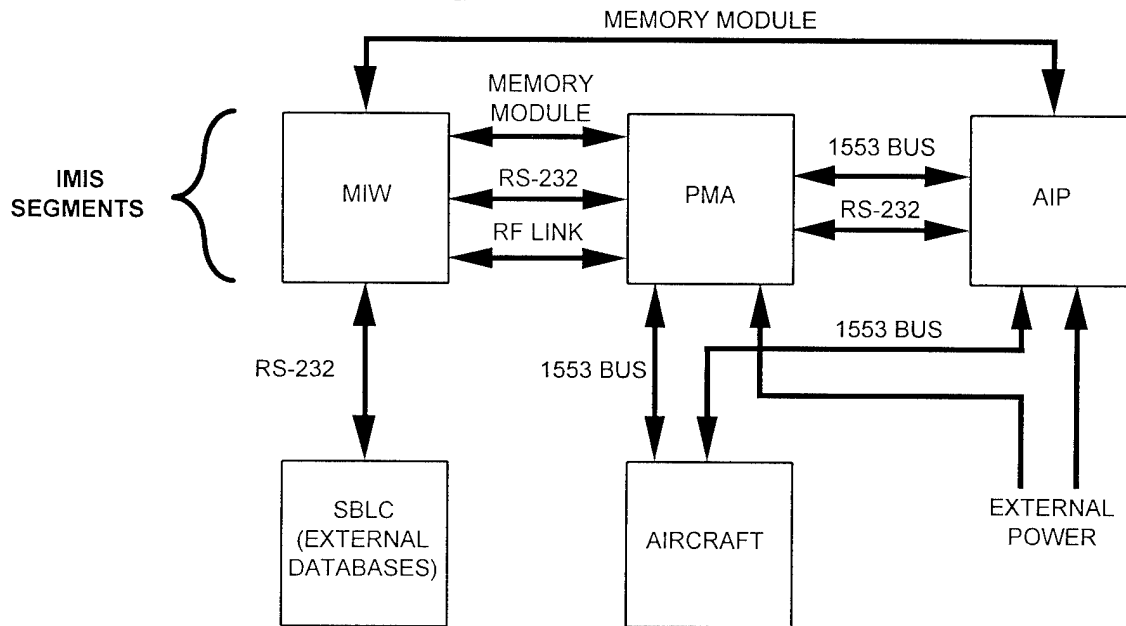 MEMORY MODULE
MEMORY
MODULE
IMIS
SEGMENTS
MIW
RS-232
RF LINK
PMA
1553 BUS
RS-232
AIP
RS-232
1553 BUS
1553 BUS
SBLC
(EXTERNAL
DATABASES)
AIRCRAFT
EXTERNAL
POWER